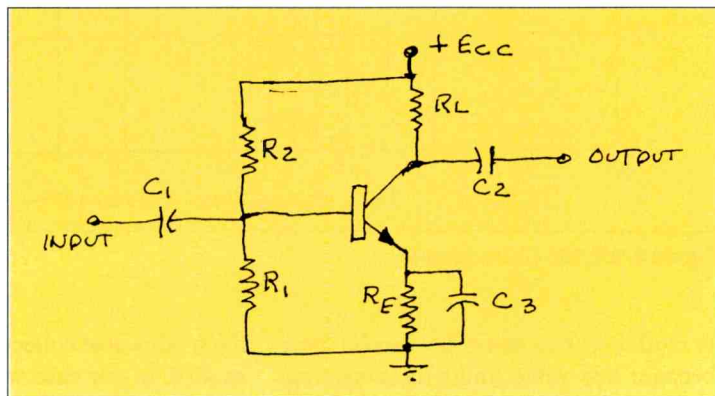 + ECC
RL
R2
C1
C2
OUTPUT
INPUT
R1
RE
C3